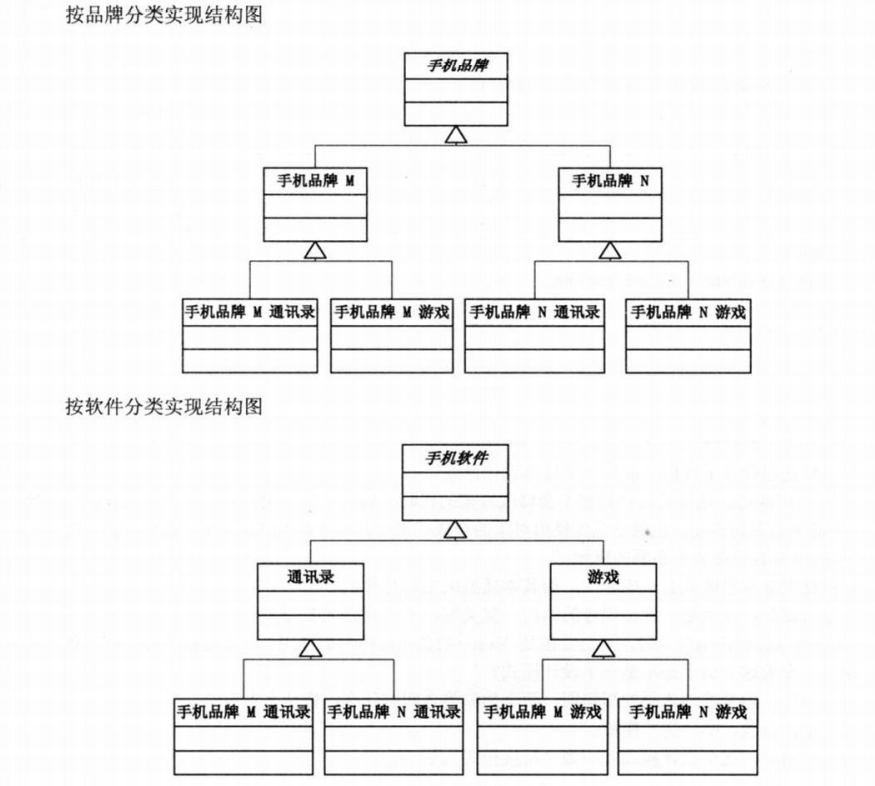 按品牌分类实现结构图
手机品牌
手机品牌 M
手机品牌 N
手机品牌 M 通讯录
手机品牌 M 游戏
手机品牌 N 通讯录
手机品牌 N 游戏
按软件分类实现结构图
手机软件
通讯录
游戏
手机品牌 M 通讯录
手机品牌 N 通讯录
手机品牌 M 游戏
手机品牌 N 游戏